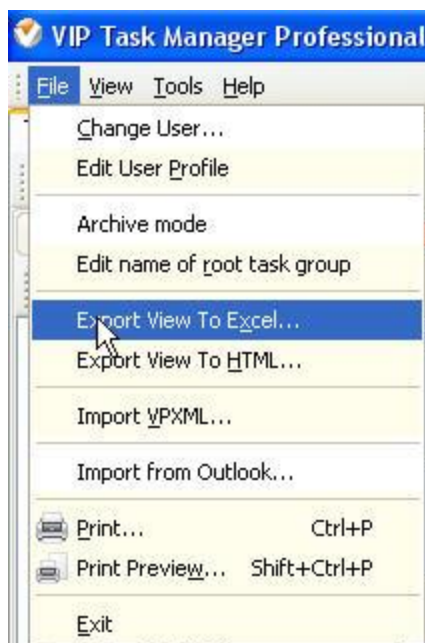 VIP Task Manager Professional
File View Tools Help
Change User...
Edit User Profile
Archive mode
Edit name of root task group
Export View To Excel...
Export View To HTML...
Import VPXML...
Import from Outlook...
Print... Ctrl+P
Print Preview... Shift+Ctrl+P
Exit